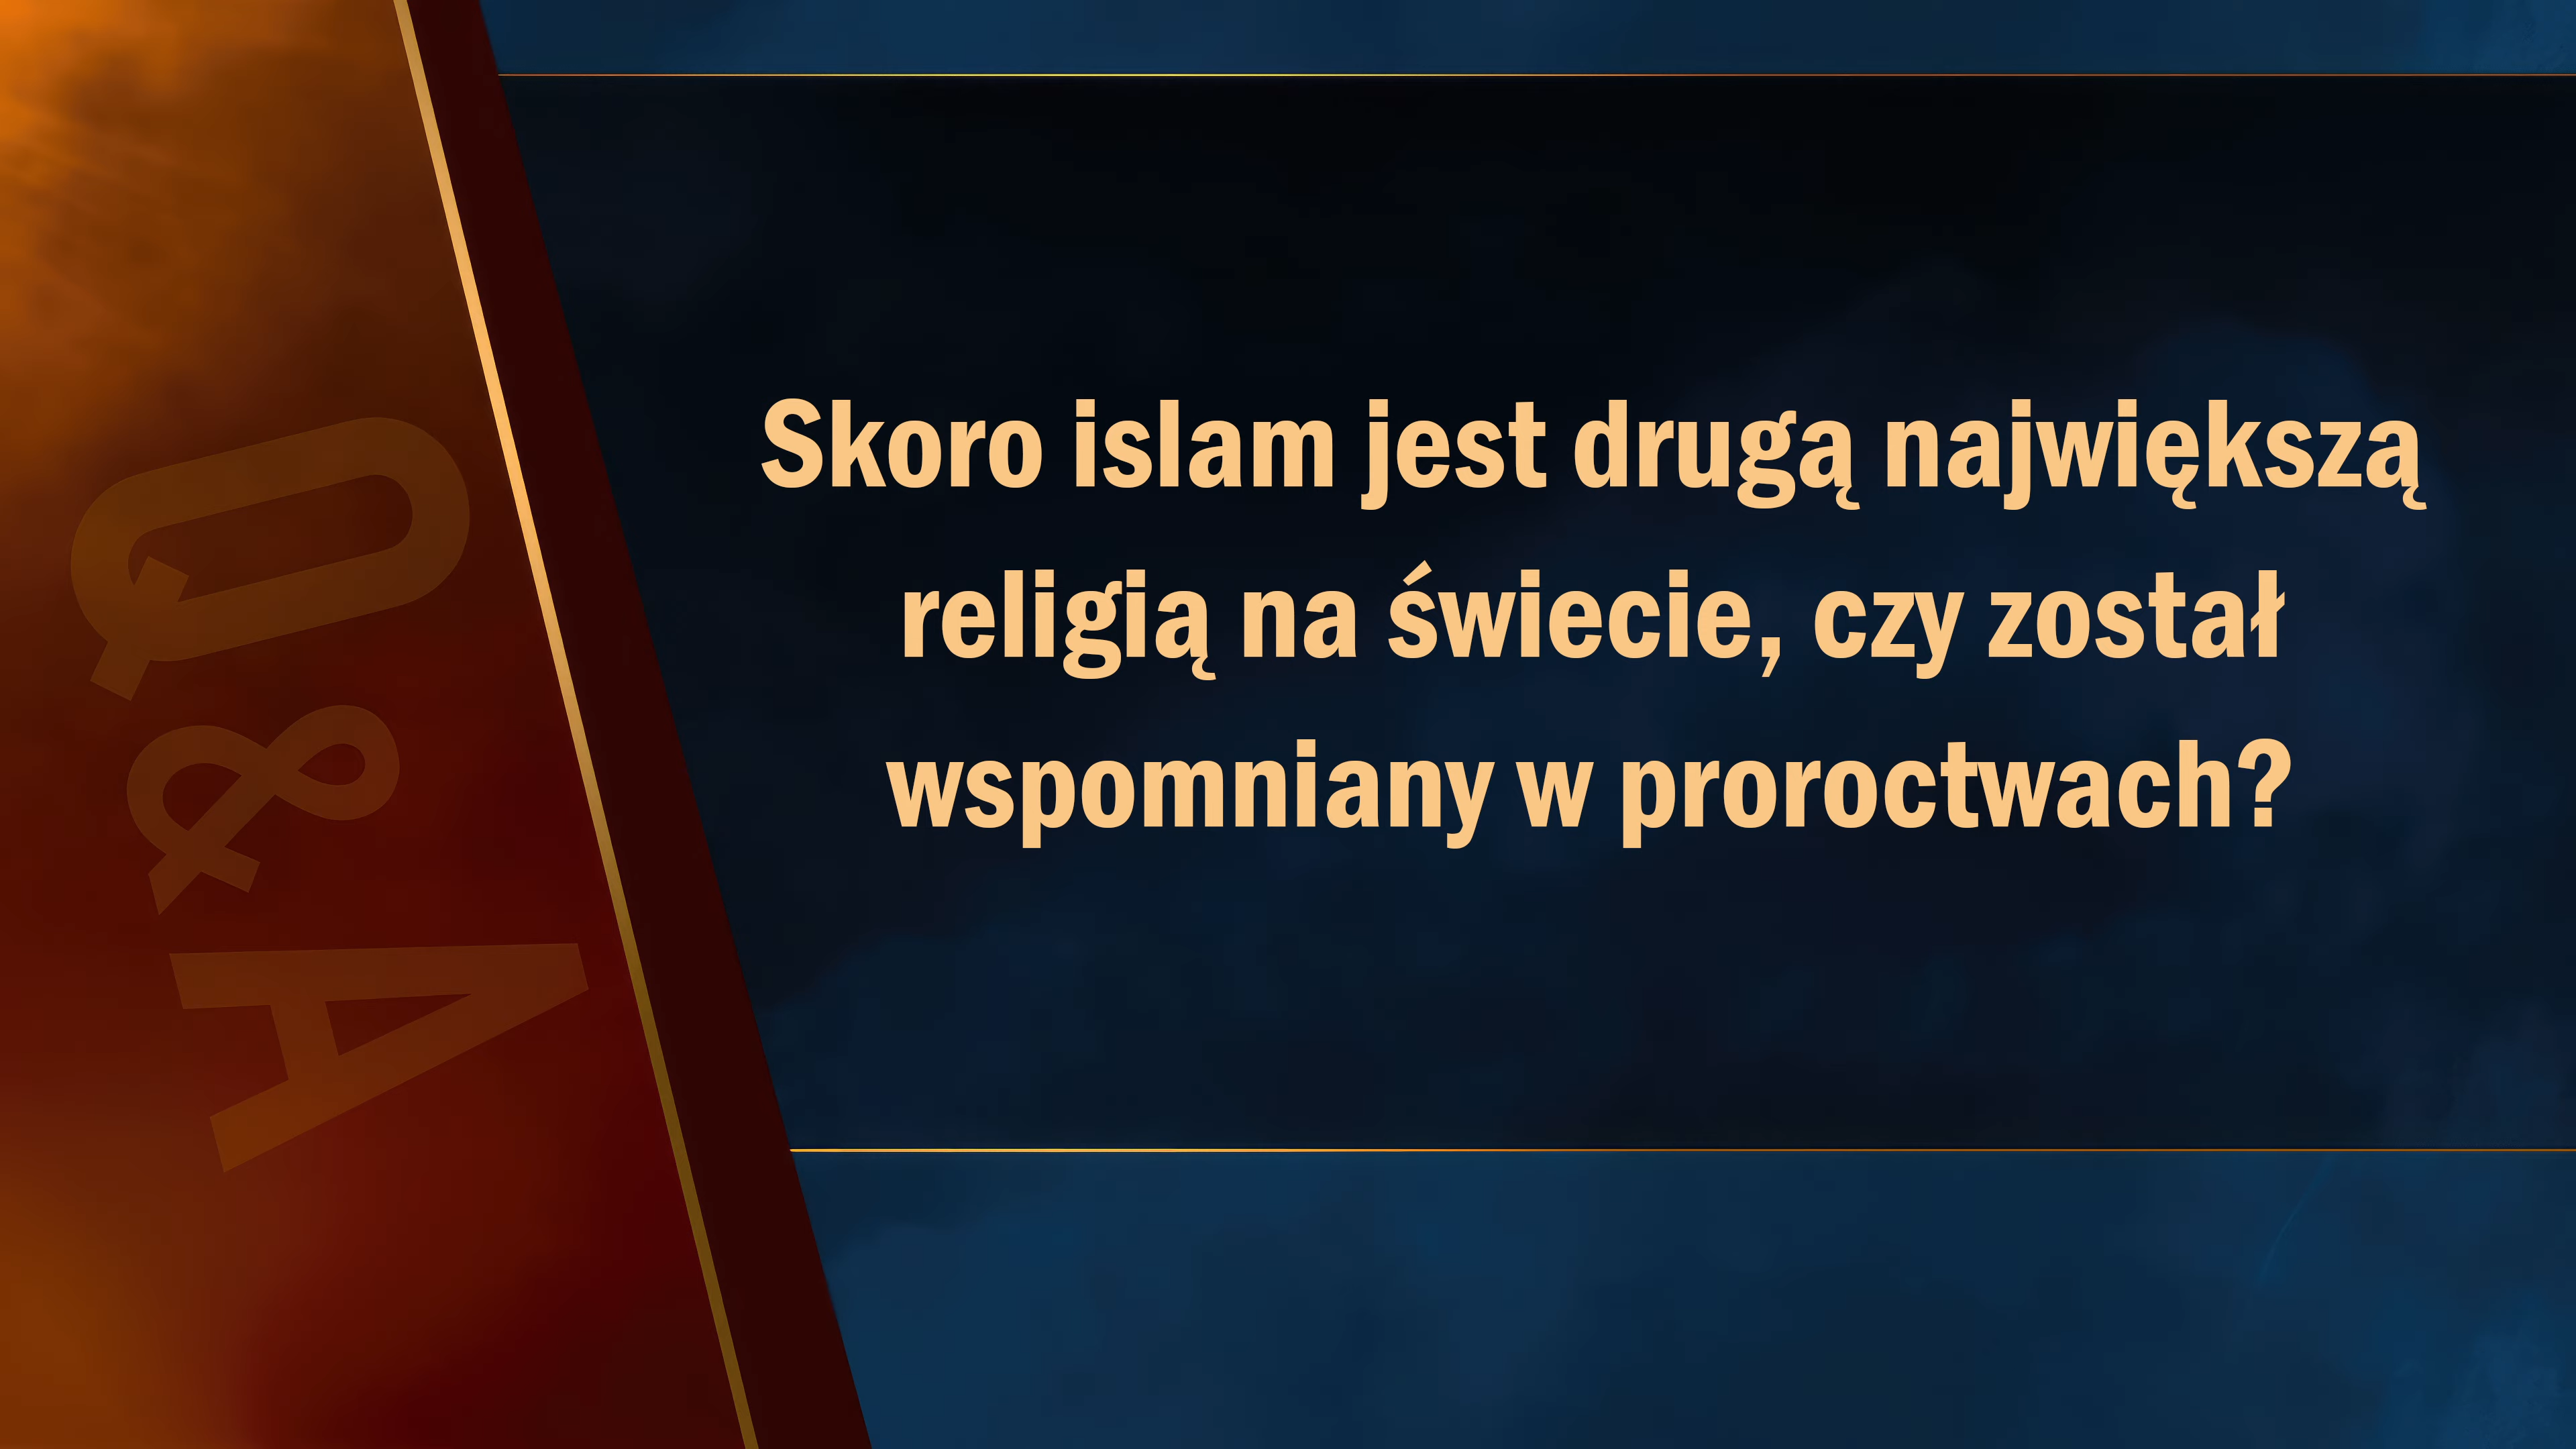 Q & A
Skoro islam jest drugą największą
religią na świecie, czy został
wspomniany w proroctwach?